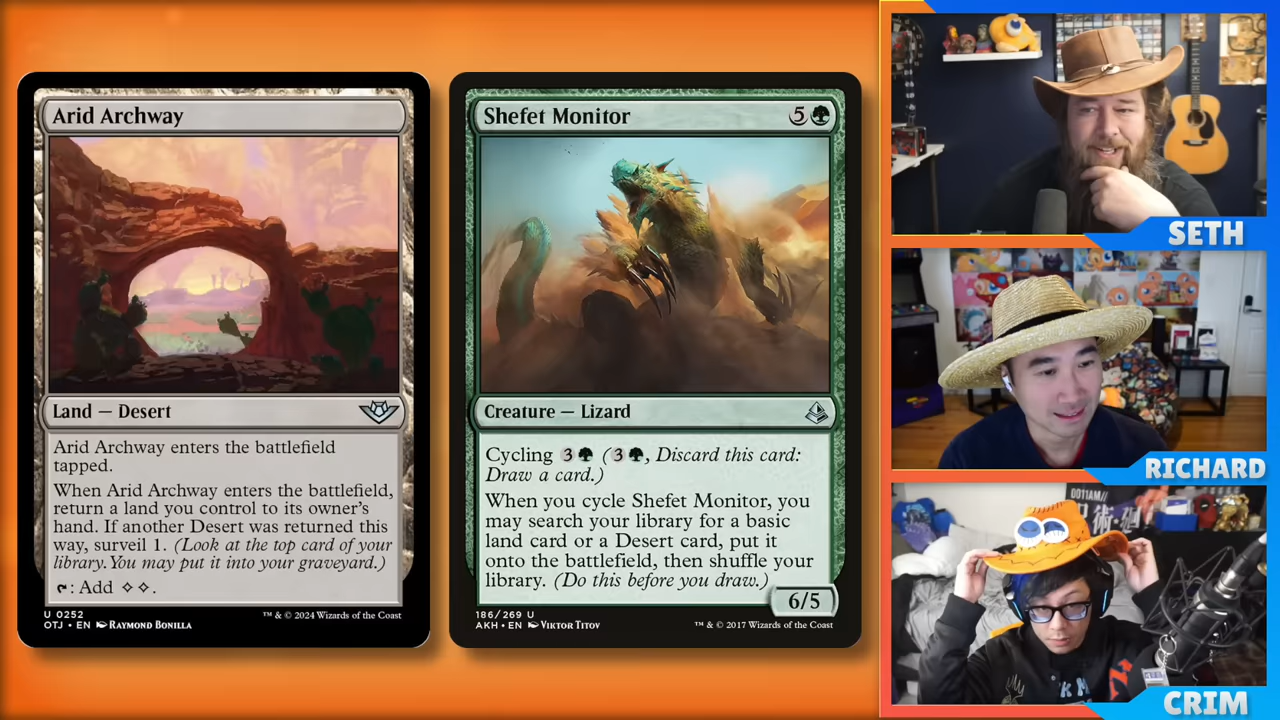 Arid Archway
Land — Desert
Arid Archway enters the battlefield
tapped.
When Arid Archway enters the battlefield,
return a land you control to its owner's
hand. If another Desert was returned this
way, surveil 1. (Look at the top card of your
library.You may put it into your graveyard.)
: Add .
U 0252
OTJ • EN RAYMOND BONILLA
™ & © 2024 Wizards of the Coast
Shefet Monitor
5
Creature — Lizard
Cycling 3 (3, Discard this card:
Draw a card.)
When you cycle Shefet Monitor, you
may search your library for a basic
land card or a Desert card, put it
onto the battlefield, then shuffle your
library. (Do this before you draw.)
6/5
186/269 U
AKH • EN VIKTOR TITOV
™ & © 2017 Wizards of the Coast
SETH
RICHARD
0011AM//
呪術廻
CRIM